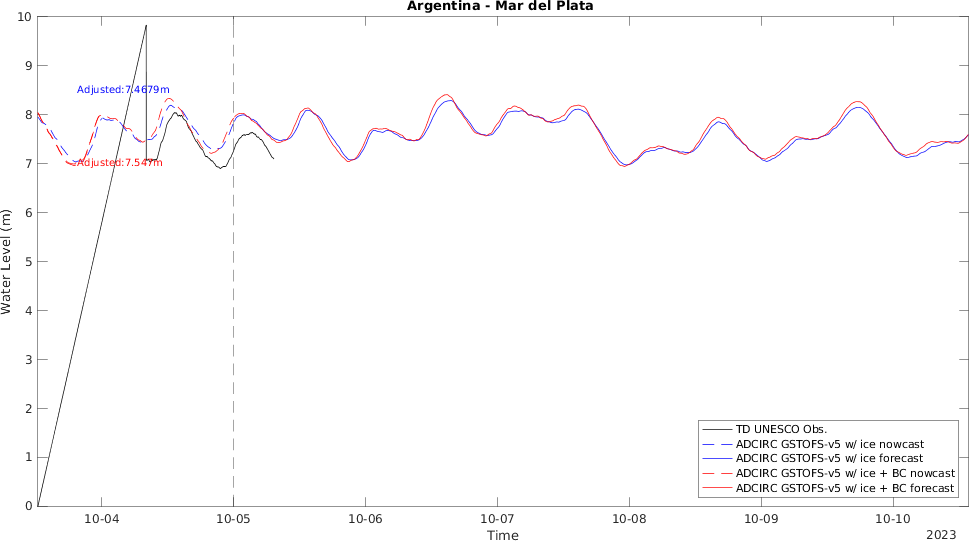 Argentina - Mar del Plata
10
9
8
7
6
5
4
3
2
1
0
Water Level (m)
Adjusted:7.4679m
Adjusted:7.547m
TD UNESCO Obs.
ADCIRC GSTOFS-v5 w/ ice nowcast
ADCIRC GSTOFS-v5 w/ ice forecast
ADCIRC GSTOFS-v5 w/ ice + BC nowcast
ADCIRC GSTOFS-v5 w/ ice + BC forecast
10-04 10-05 10-06 10-07 10-08 10-09 10-10
Time
2023